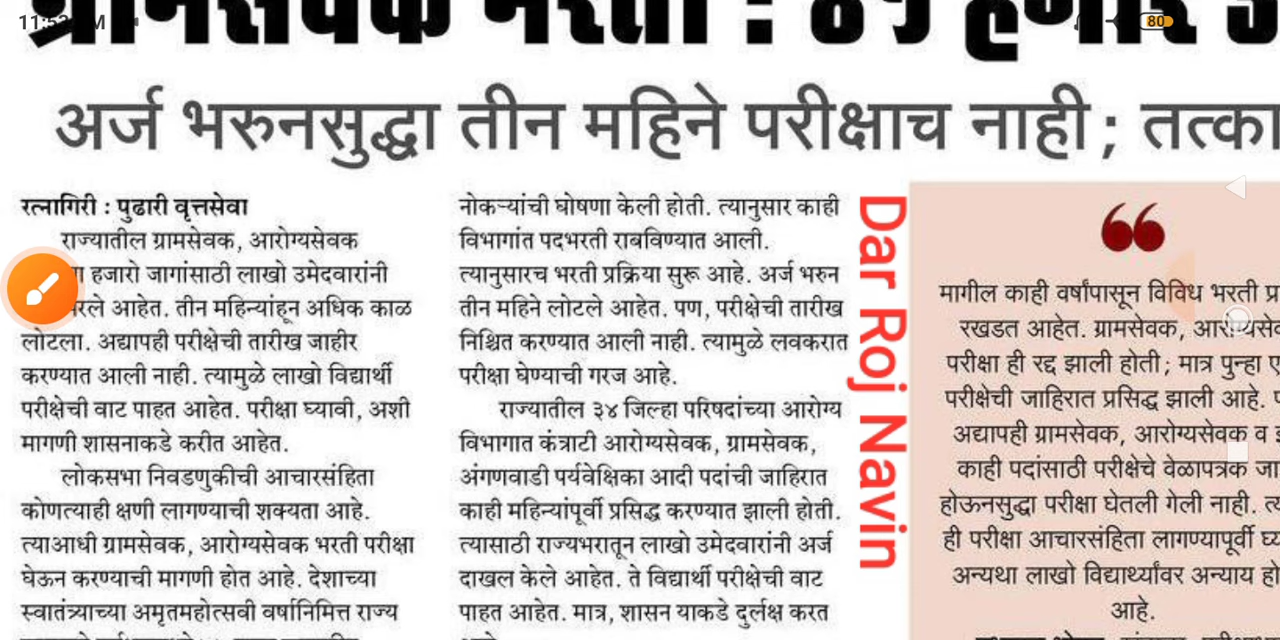 भरती :
अर्ज भरुनसुद्धा तीन महिने परीक्षाच नाही;
रत्नागिरी : पुढारी वृत्तसेवा
राज्यातील ग्रामसेवक, आरोग्यसेवक
हजारो जागांसाठी लाखो उमेदवारांनी
आहेत. तीन महिन्यांहून अधिक काळ
लोटला. अद्यापही परीक्षेची तारीख जाहीर
करण्यात आली नाही. त्यामुळे लाखो विद्यार्थी
परीक्षेची वाट पाहत आहेत. परीक्षा घ्यावी, अशी
मागणी शासनाकडे करीत आहेत.
लोकसभा निवडणुकीची आचारसंहिता
कोणत्याही क्षणी लागण्याची शक्यता आहे.
त्याआधी ग्रामसेवक, आरोग्यसेवक भरती परीक्षा
घेऊन करण्याची मागणी होत आहे. देशाच्या
स्वातंत्र्याच्या अमृतमहोत्सवी वर्षानिमित्त राज्य
नोकऱ्यांची घोषणा केली होती. त्यानुसार काही
विभागांत पदभरती राबविण्यात आली.
त्यानुसारच भरती प्रक्रिया सुरू आहे. अर्ज भरुन
तीन महिने लोटले आहेत. पण, परीक्षेची तारीख
निश्चित करण्यात आली नाही. त्यामुळे लवकरात
परीक्षा घेण्याची गरज आहे.
राज्यातील ३४ जिल्हा परिषदांच्या आरोग्य
विभागात कंत्राटी आरोग्यसेवक, ग्रामसेवक,
अंगणवाडी पर्यवेक्षिका आदी पदांची जाहिरात
काही महिन्यांपूर्वी प्रसिद्ध करण्यात झाली होती.
त्यासाठी राज्यभरातून लाखो उमेदवारांनी अर्ज
दाखल केले आहेत. ते विद्यार्थी परीक्षेची वाट
पाहत आहेत. मात्र, शासन याकडे दुर्लक्ष करत
Dar Roj Navin
❝
मागील काही वर्षांपासून विविध भरती
रखडत आहेत. ग्रामसेवक,
परीक्षा ही रद्द झाली होती; मात्र पुन्हा
परीक्षेची जाहिरात प्रसिद्ध झाली आहे.
अद्यापही ग्रामसेवक, आरोग्यसेवक व
काही पदांसाठी परीक्षेचे वेळापत्रक
होऊनसुद्धा परीक्षा घेतली गेली नाही.
ही परीक्षा आचारसंहिता लागण्यापूर्वी
अन्यथा लाखो विद्यार्थ्यांवर अन्याय
आहे.
80